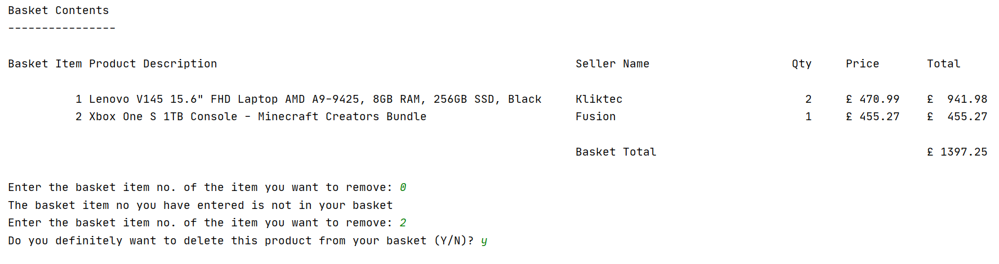 Basket Contents
----------------
Basket Item Product Description Seller Name Qty Price Total
1 Lenovo V145 15.6" FHD Laptop AMD A9-9425, 8GB RAM, 256GB SSD, Black Kliktec 2 £ 470.99 £ 941.98
2 Xbox One S 1TB Console - Minecraft Creators Bundle Fusion 1 £ 455.27 £ 455.27
Basket Total £ 1397.25
Enter the basket item no. of the item you want to remove: 0
The basket item no you have entered is not in your basket
Enter the basket item no. of the item you want to remove: 2
Do you definitely want to delete this product from your basket (Y/N)? y